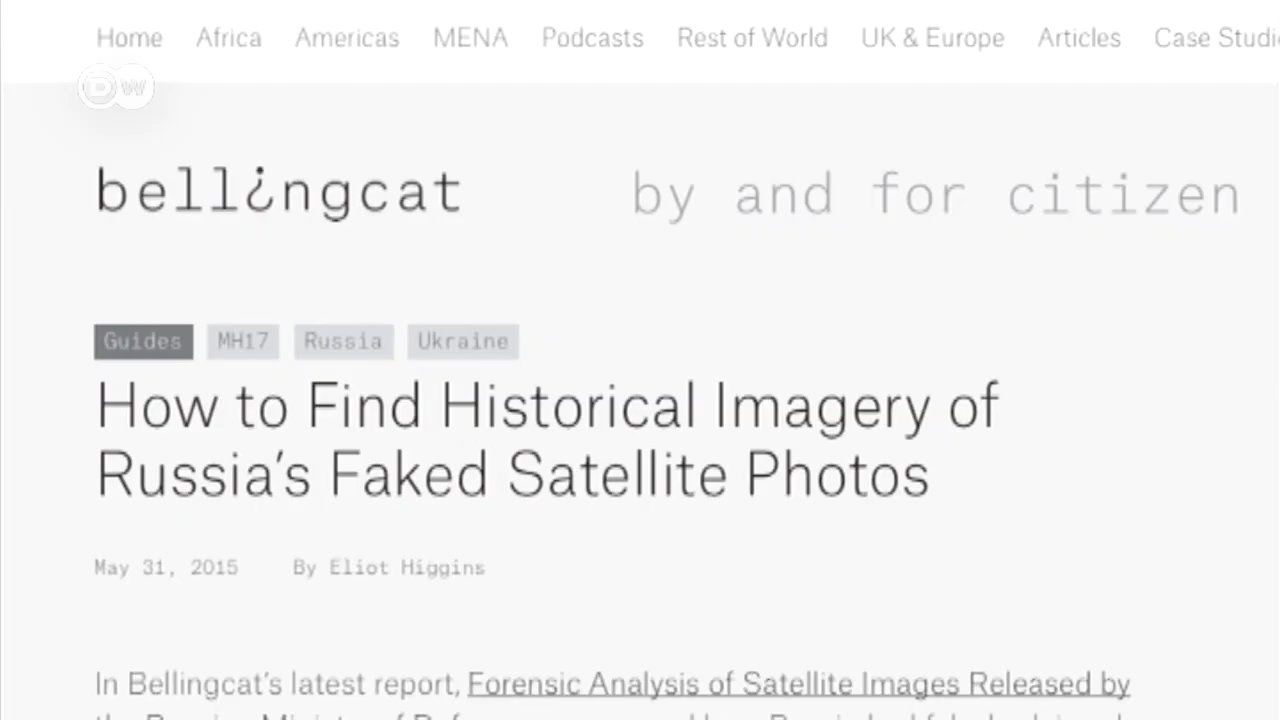 Home Africa Americas MENA Podcasts Rest of World UK & Europe Articles Case
DW
bell¿ngcat by and for citizen
Guides MH17 Russia Ukraine
How to Find Historical Imagery of
Russia's Faked Satellite Photos
May 31, 2015 By Eliot Higgins
In Bellingcat's latest report, Forensic Analysis of Satellite Images Released by